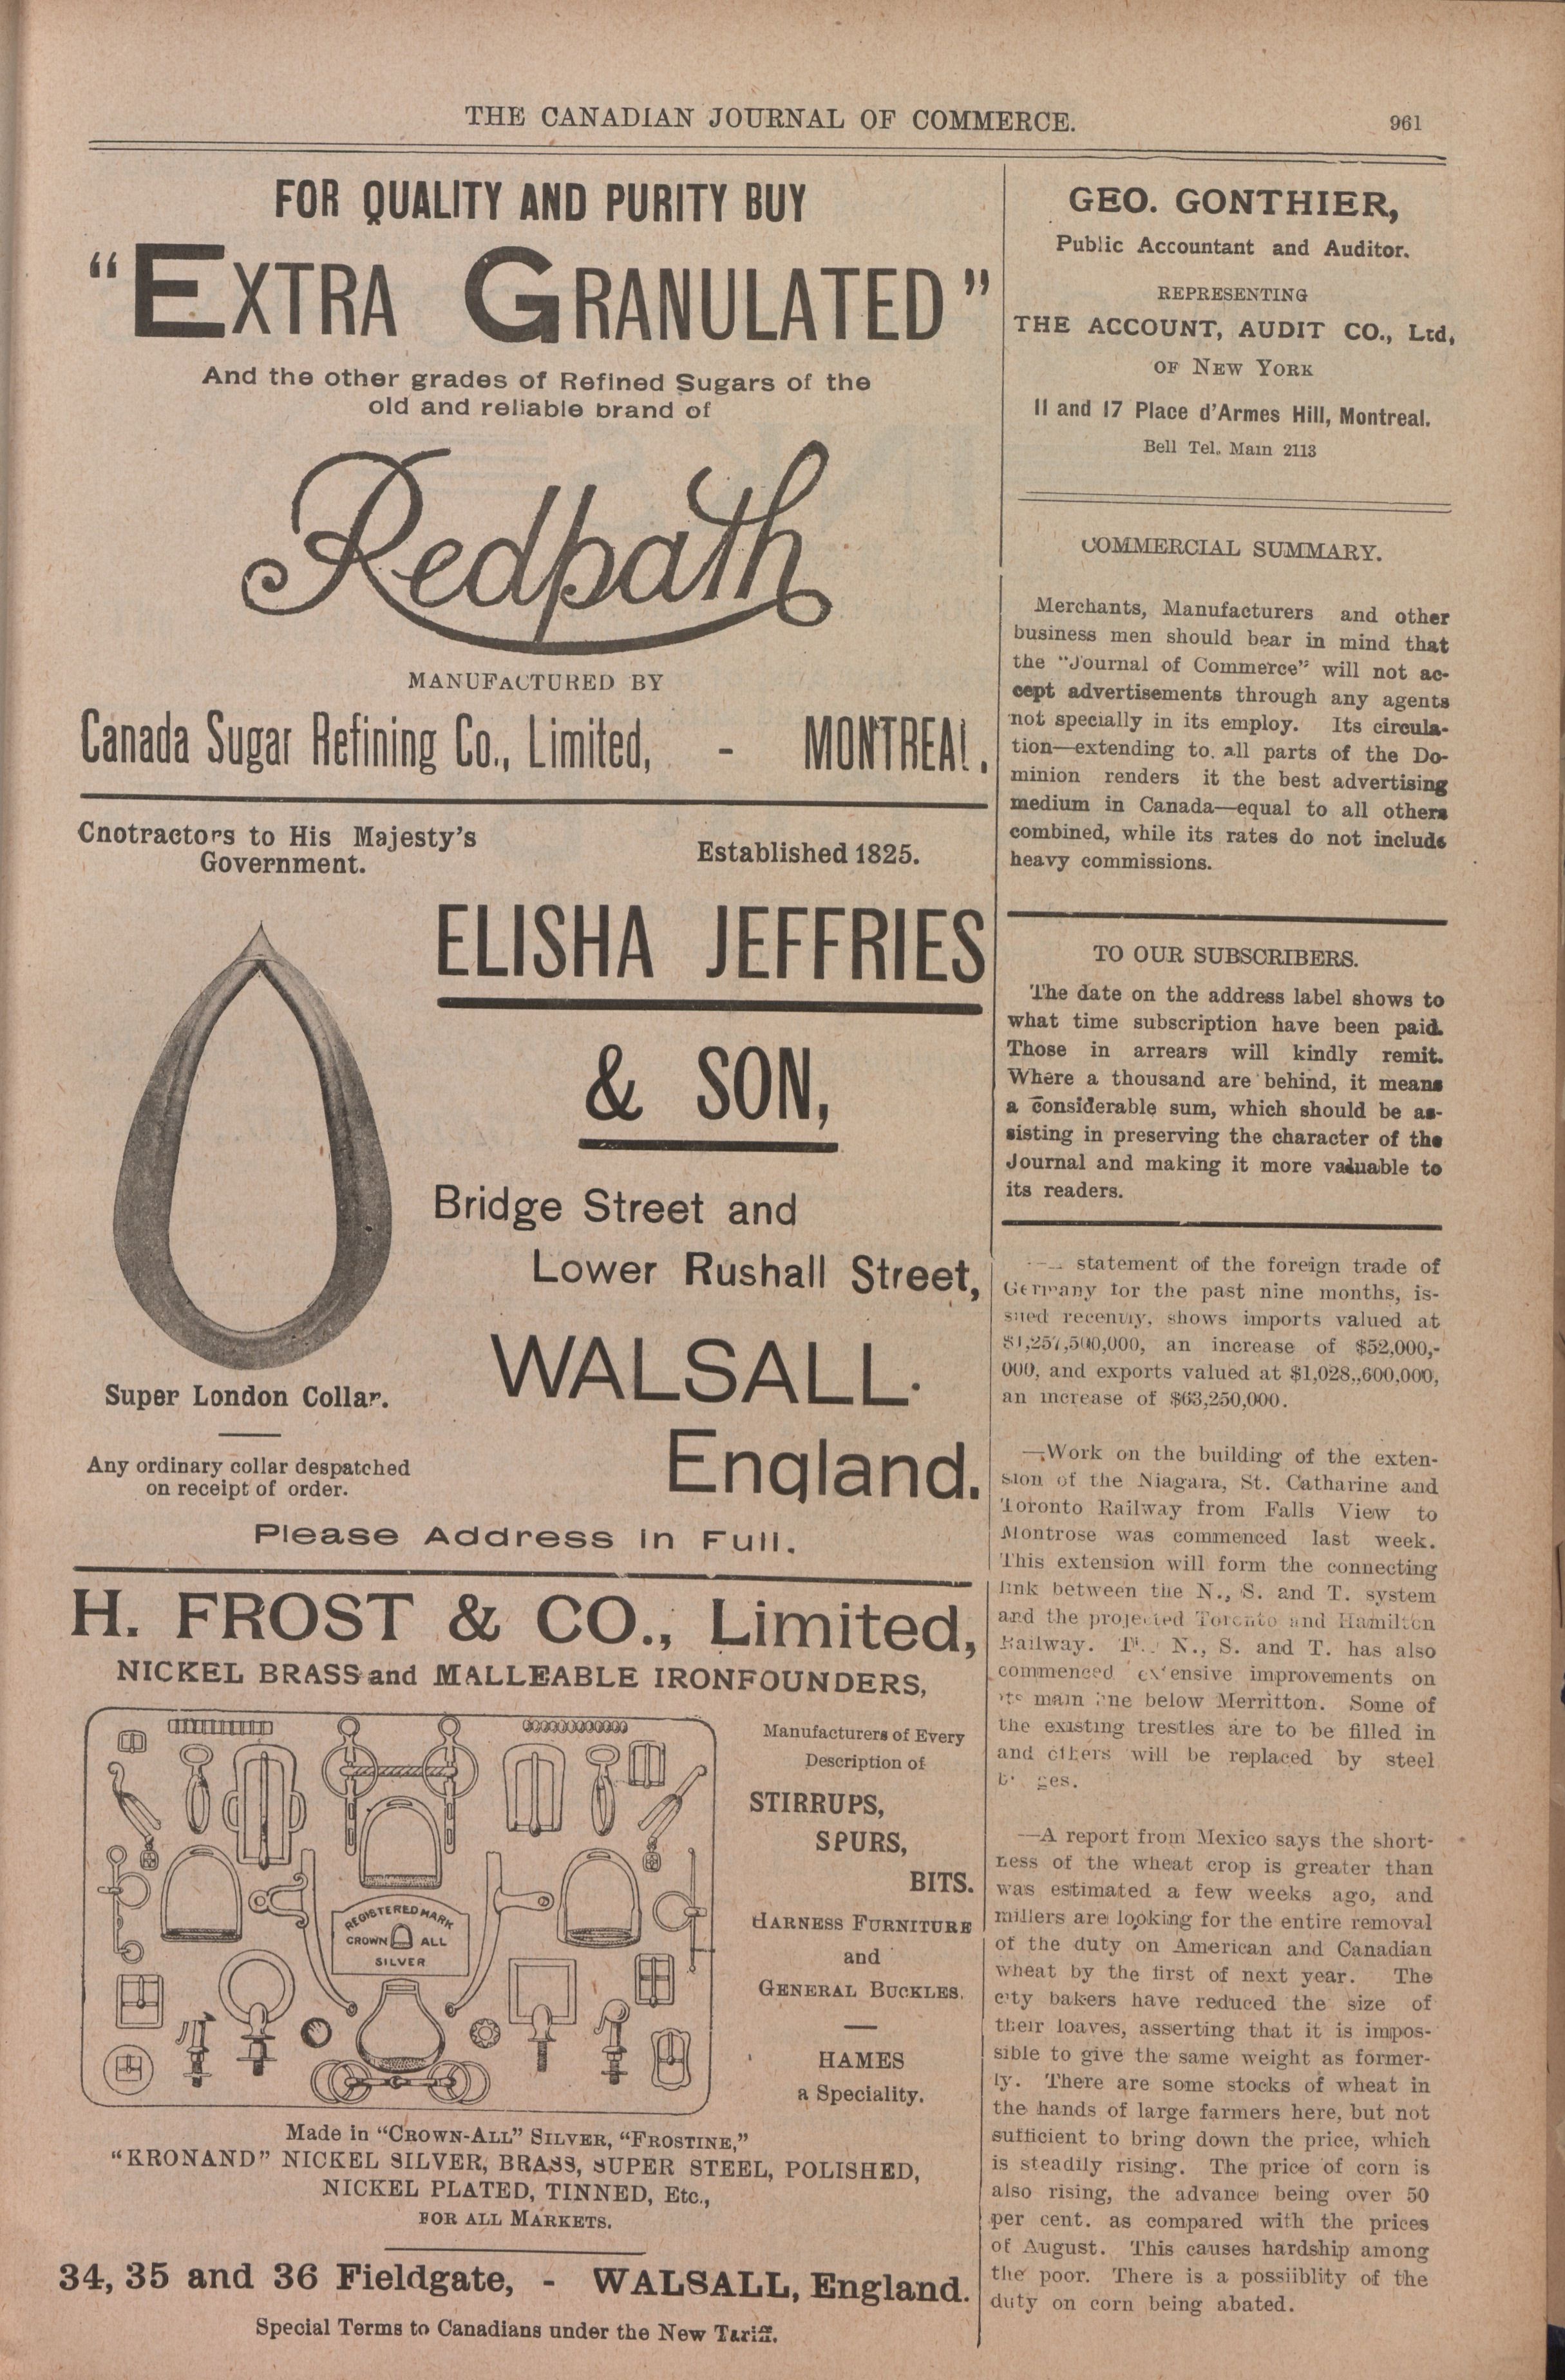 THE CANADIAN JOURNAL OF COMMERCE.
961
FOR QUALITY AND PURITY BUY
"EXTRA GRANULATED"
And the other grades of Refined Sugars of the
old and reliable brand of
Redpath
MANUFACTURED BY
Canada Sugar Refining Co., Limited, - MONTREAL.
Cnotractors to His Majesty's
Government.
Established 1825.
ELISHA JEFFRIES
& SON,
Bridge Street and
Lower Rushall Street,
WALSALL.
England.
Super London Collar.
Any ordinary collar despatched
on receipt of order.
Please Address in Full.
H. FROST & CO., Limited,
NICKEL BRASS and MALLEABLE IRONFOUNDERS,
REGISTERED MARK
CROWN ALL
SILVER
Manufacturers of Every
Description of
STIRRUPS,
SPURS,
BITS.
HARNESS FURNITURE
and
GENERAL BUCKLES.
HAMES
a Speciality.
Made in "CROWN-ALL" SILVER, "FROSTINE,"
"KRONAND" NICKEL SILVER, BRASS, SUPER STEEL, POLISHED,
NICKEL PLATED, TINNED, Etc.,
FOR ALL MARKETS.
34, 35 and 36 Fieldgate, - WALSALL, England.
Special Terms to Canadians under the New Tariff.
GEO. GONTHIER,
Public Accountant and Auditor.
REPRESENTING
THE ACCOUNT, AUDIT CO., Ltd,
OF NEW YORK
11 and 17 Place d'Armes Hill, Montreal.
Bell Tel. Main 2113
COMMERCIAL SUMMARY.
Merchants, Manufacturers and other
business men should bear in mind that
the "Journal of Commerce" will not ac-
cept advertisements through any agents
not specially in its employ. Its circula-
tion—extending to all parts of the Do-
minion renders it the best advertising
medium in Canada—equal to all others
combined, while its rates do not include
heavy commissions.
TO OUR SUBSCRIBERS.
The date on the address label shows to
what time subscription have been paid.
Those in arrears will kindly remit.
Where a thousand are behind, it means
a considerable sum, which should be as-
sisting in preserving the character of the
Journal and making it more valuable to
its readers.
statement of the foreign trade of
Germany for the past nine months, is-
sued recently, shows imports valued at
$1,257,500,000, an increase of $52,000,-
000, and exports valued at $1,028,,600,000,
an increase of $63,250,000.
—Work on the building of the exten-
sion of the Niagara, St. Catharine and
Toronto Railway from Falls View to
Montrose was commenced last week.
This extension will form the connecting
link between the N., S. and T. system
and the projected Toronto and Hamilton
Railway. The N., S. and T. has also
commenced extensive improvements on
its main line below Merritton. Some of
the existing trestles are to be filled in
and others will be replaced by steel
—A report from Mexico says the short-
ness of the wheat crop is greater than
was estimated a few weeks ago, and
millers are looking for the entire removal
of the duty on American and Canadian
wheat by the first of next year. The
city bakers have reduced the size of
their loaves, asserting that it is impos-
sible to give the same weight as former-
ly. There are some stocks of wheat in
the hands of large farmers here, but not
sufficient to bring down the price, which
is steadily rising. The price of corn is
also rising, the advance being over 50
per cent. as compared with the prices
of August. This causes hardship among
the poor. There is a possiiblity of the
duty on corn being abated.